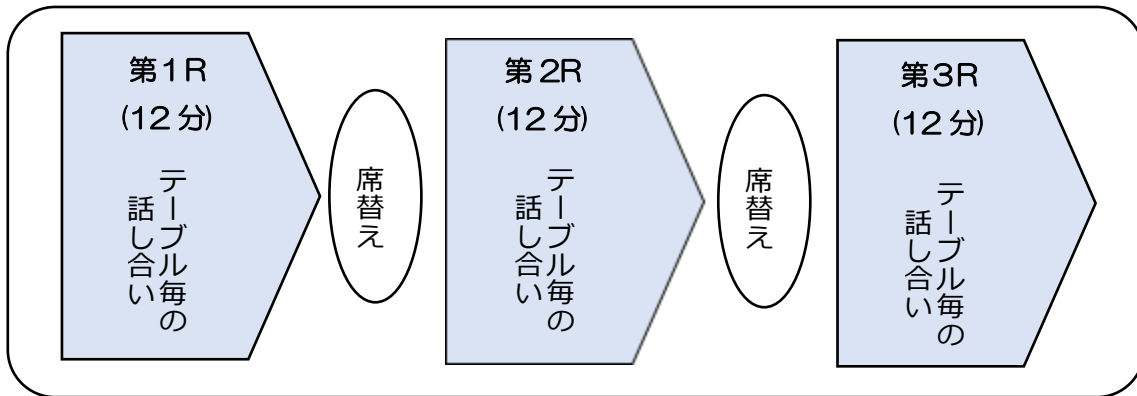 第1R
(12分)
テーブル毎の
話し合い
席替え
第2R
(12分)
テーブル毎の
話し合い
席替え
第3R
(12分)
テーブル毎の
話し合い